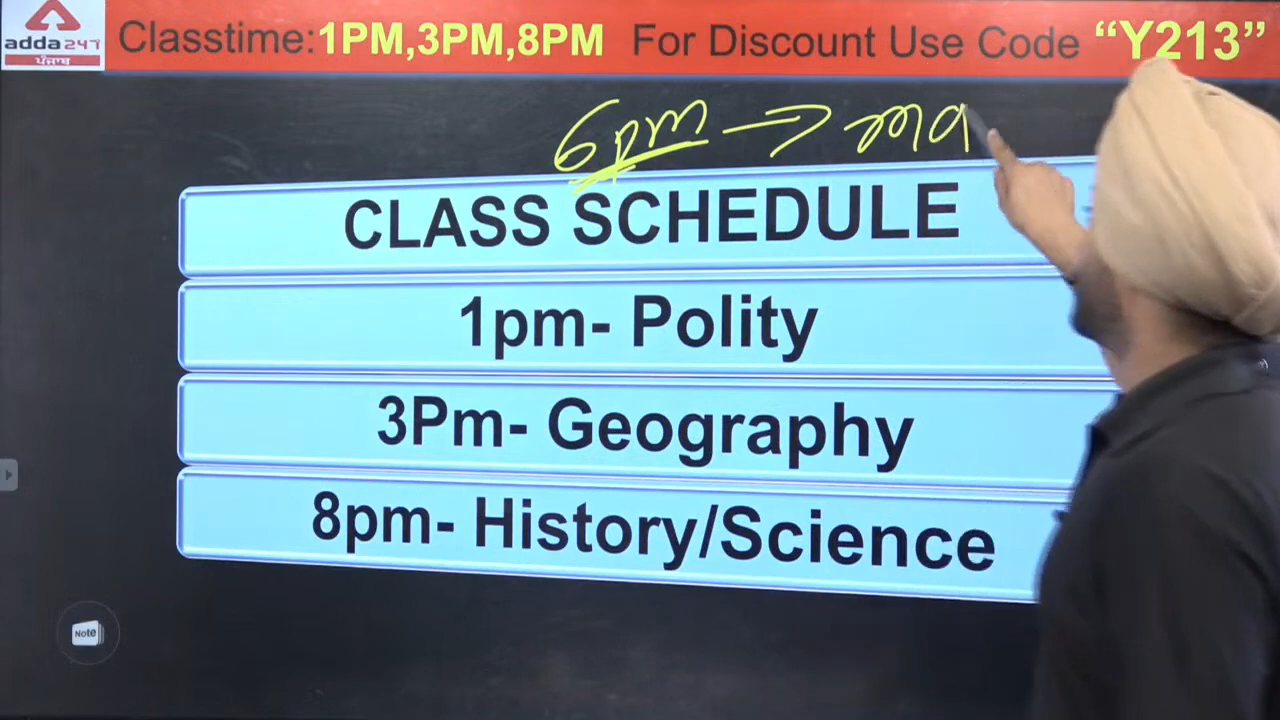 adda247
ਪੰਜਾਬ
Classtime:1PM,3PM,8PM For Discount Use Code “Y213”
6pm → ma
CLASS SCHEDULE
1pm- Polity
3Pm- Geography
8pm- History/Science
Note